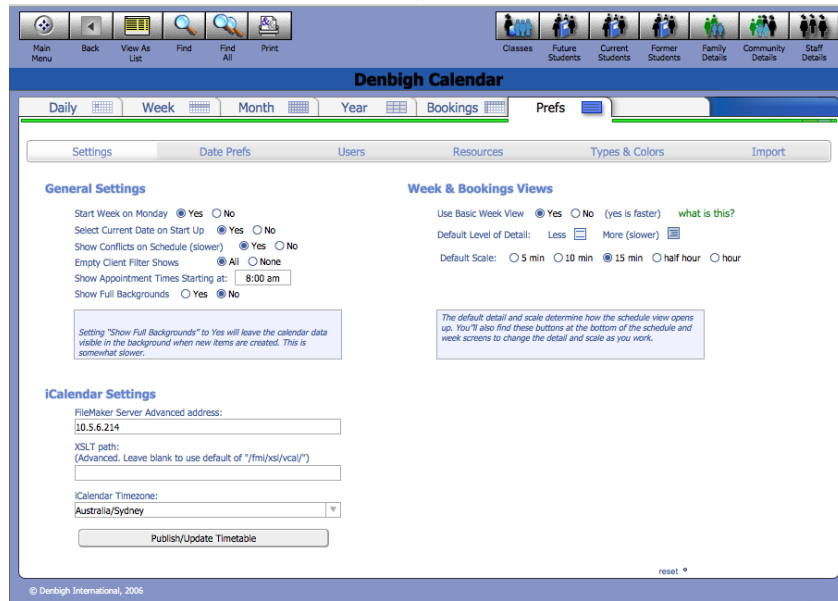 Main Menu
Back
View As List
Find
Find All
Print
Classes
Future Students
Current Students
Former Students
Family Details
Community Details
Staff Details
Denbigh Calendar
Daily
Week
Month
Year
Bookings
Prefs
Settings
Date Prefs
Users
Resources
Types & Colors
Import
General Settings
Start Week on Monday Yes No
Select Current Date on Start Up Yes No
Show Conflicts on Schedule (slower) Yes No
Empty Client Filter Shows All None
Show Appointment Times Starting at: 8:00 am
Show Full Backgrounds Yes No
Setting "Show Full Backgrounds" to Yes will leave the calendar data
visible in the background when new items are created. This is
somewhat slower.
Week & Bookings Views
Use Basic Week View Yes No (yes is faster) what is this?
Default Level of Detail: Less More (slower)
Default Scale: 5 min 10 min 15 min half hour hour
The default detail and scale determine how the schedule view opens
up. You"ll also find these buttons at the bottom of the schedule and
week screens to change the detail and scale as you work.
iCalendar Settings
FileMaker Server Advanced address:
10.5.6.214
XSLT path:
(Advanced. Leave blank to use default of "/fmi/xsl/vcal/")
iCalendar Timezone:
Australia/Sydney
Publish/Update Timetable
reset
© Denbigh International, 2006